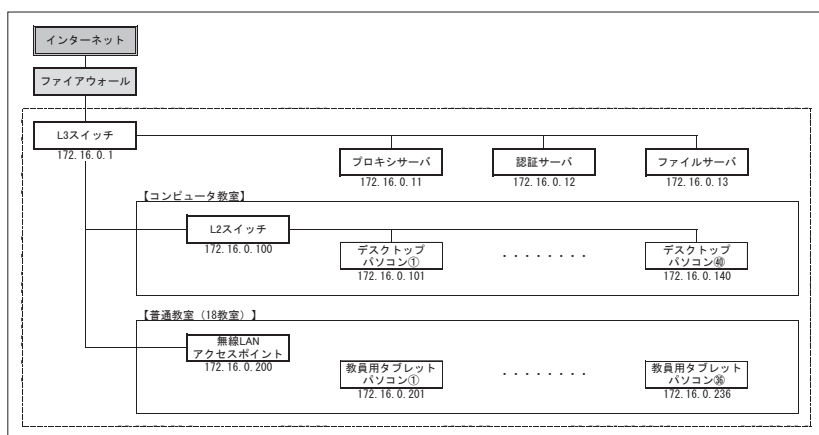 インターネット
ファイアウォール
L3スイッチ
172.16.0.1
プロキシサーバ
172.16.0.11
認証サーバ
172.16.0.12
ファイルサーバ
172.16.0.13
【コンピュータ教室】
L2スイッチ
172.16.0.100
デスクトップ
パソコン①
172.16.0.101
・・・・・・・・
デスクトップ
パソコン㊵
172.16.0.140
【普通教室（18教室）】
無線LAN
アクセスポイント
172.16.0.200
教員用タブレット
パソコン①
172.16.0.201
・・・・・・・・
教員用タブレット
パソコン㊱
172.16.0.236